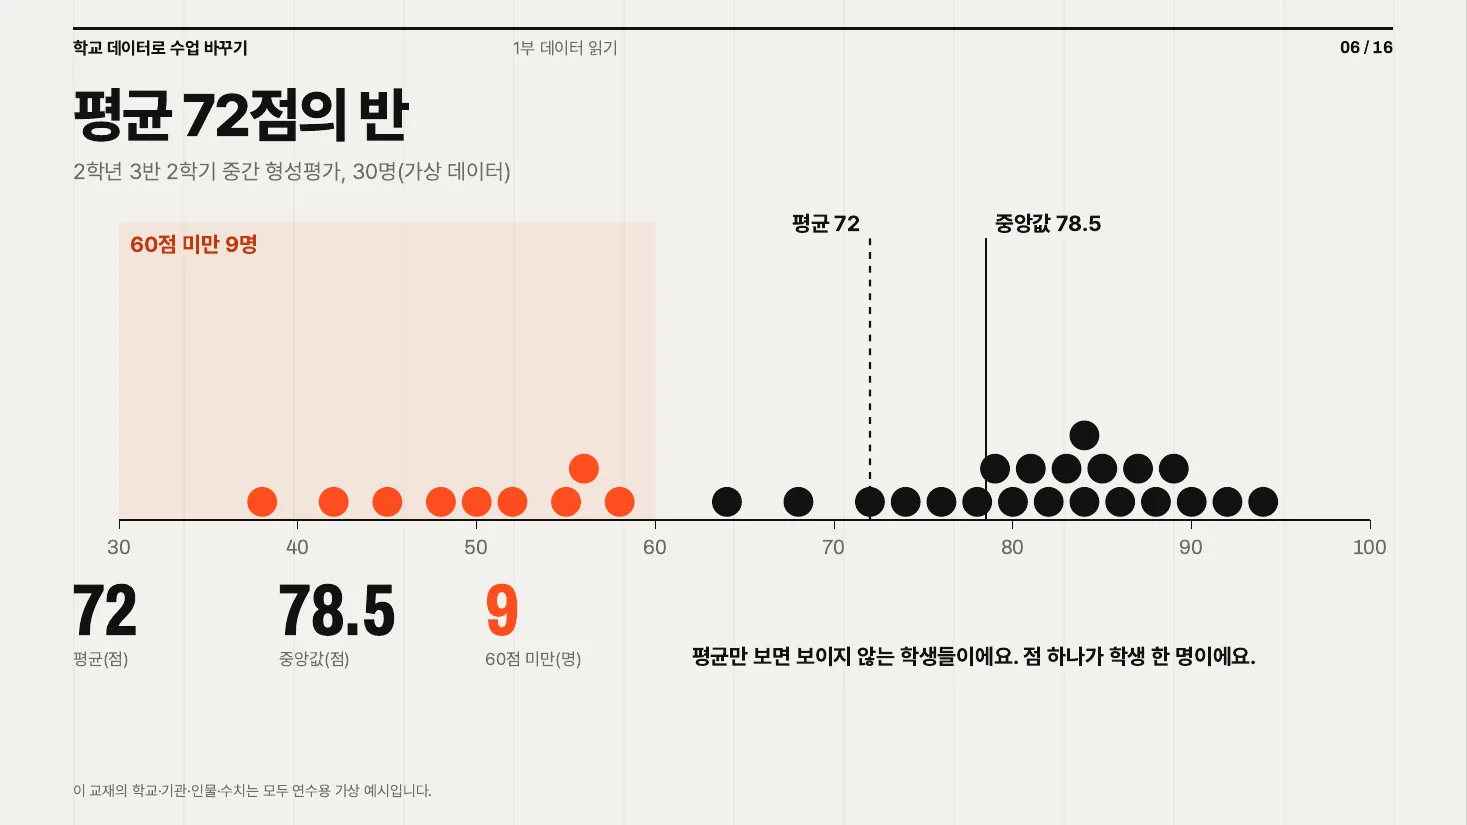 학교 데이터로 수업 바꾸기
1부 데이터 읽기
06 / 16
평균 72점의 반
2학년 3반 2학기 중간 형성평가, 30명(가상 데이터)
60점 미만 9명
평균 72
중앙값 78.5
30 40 50 60 70 80 90 100
72
평균(점)
78.5
중앙값(점)
9
60점 미만(명)
평균만 보면 보이지 않는 학생들이에요. 점 하나가 학생 한 명이에요.
이 교재의 학교·기관·인물·수치는 모두 연수용 가상 예시입니다.